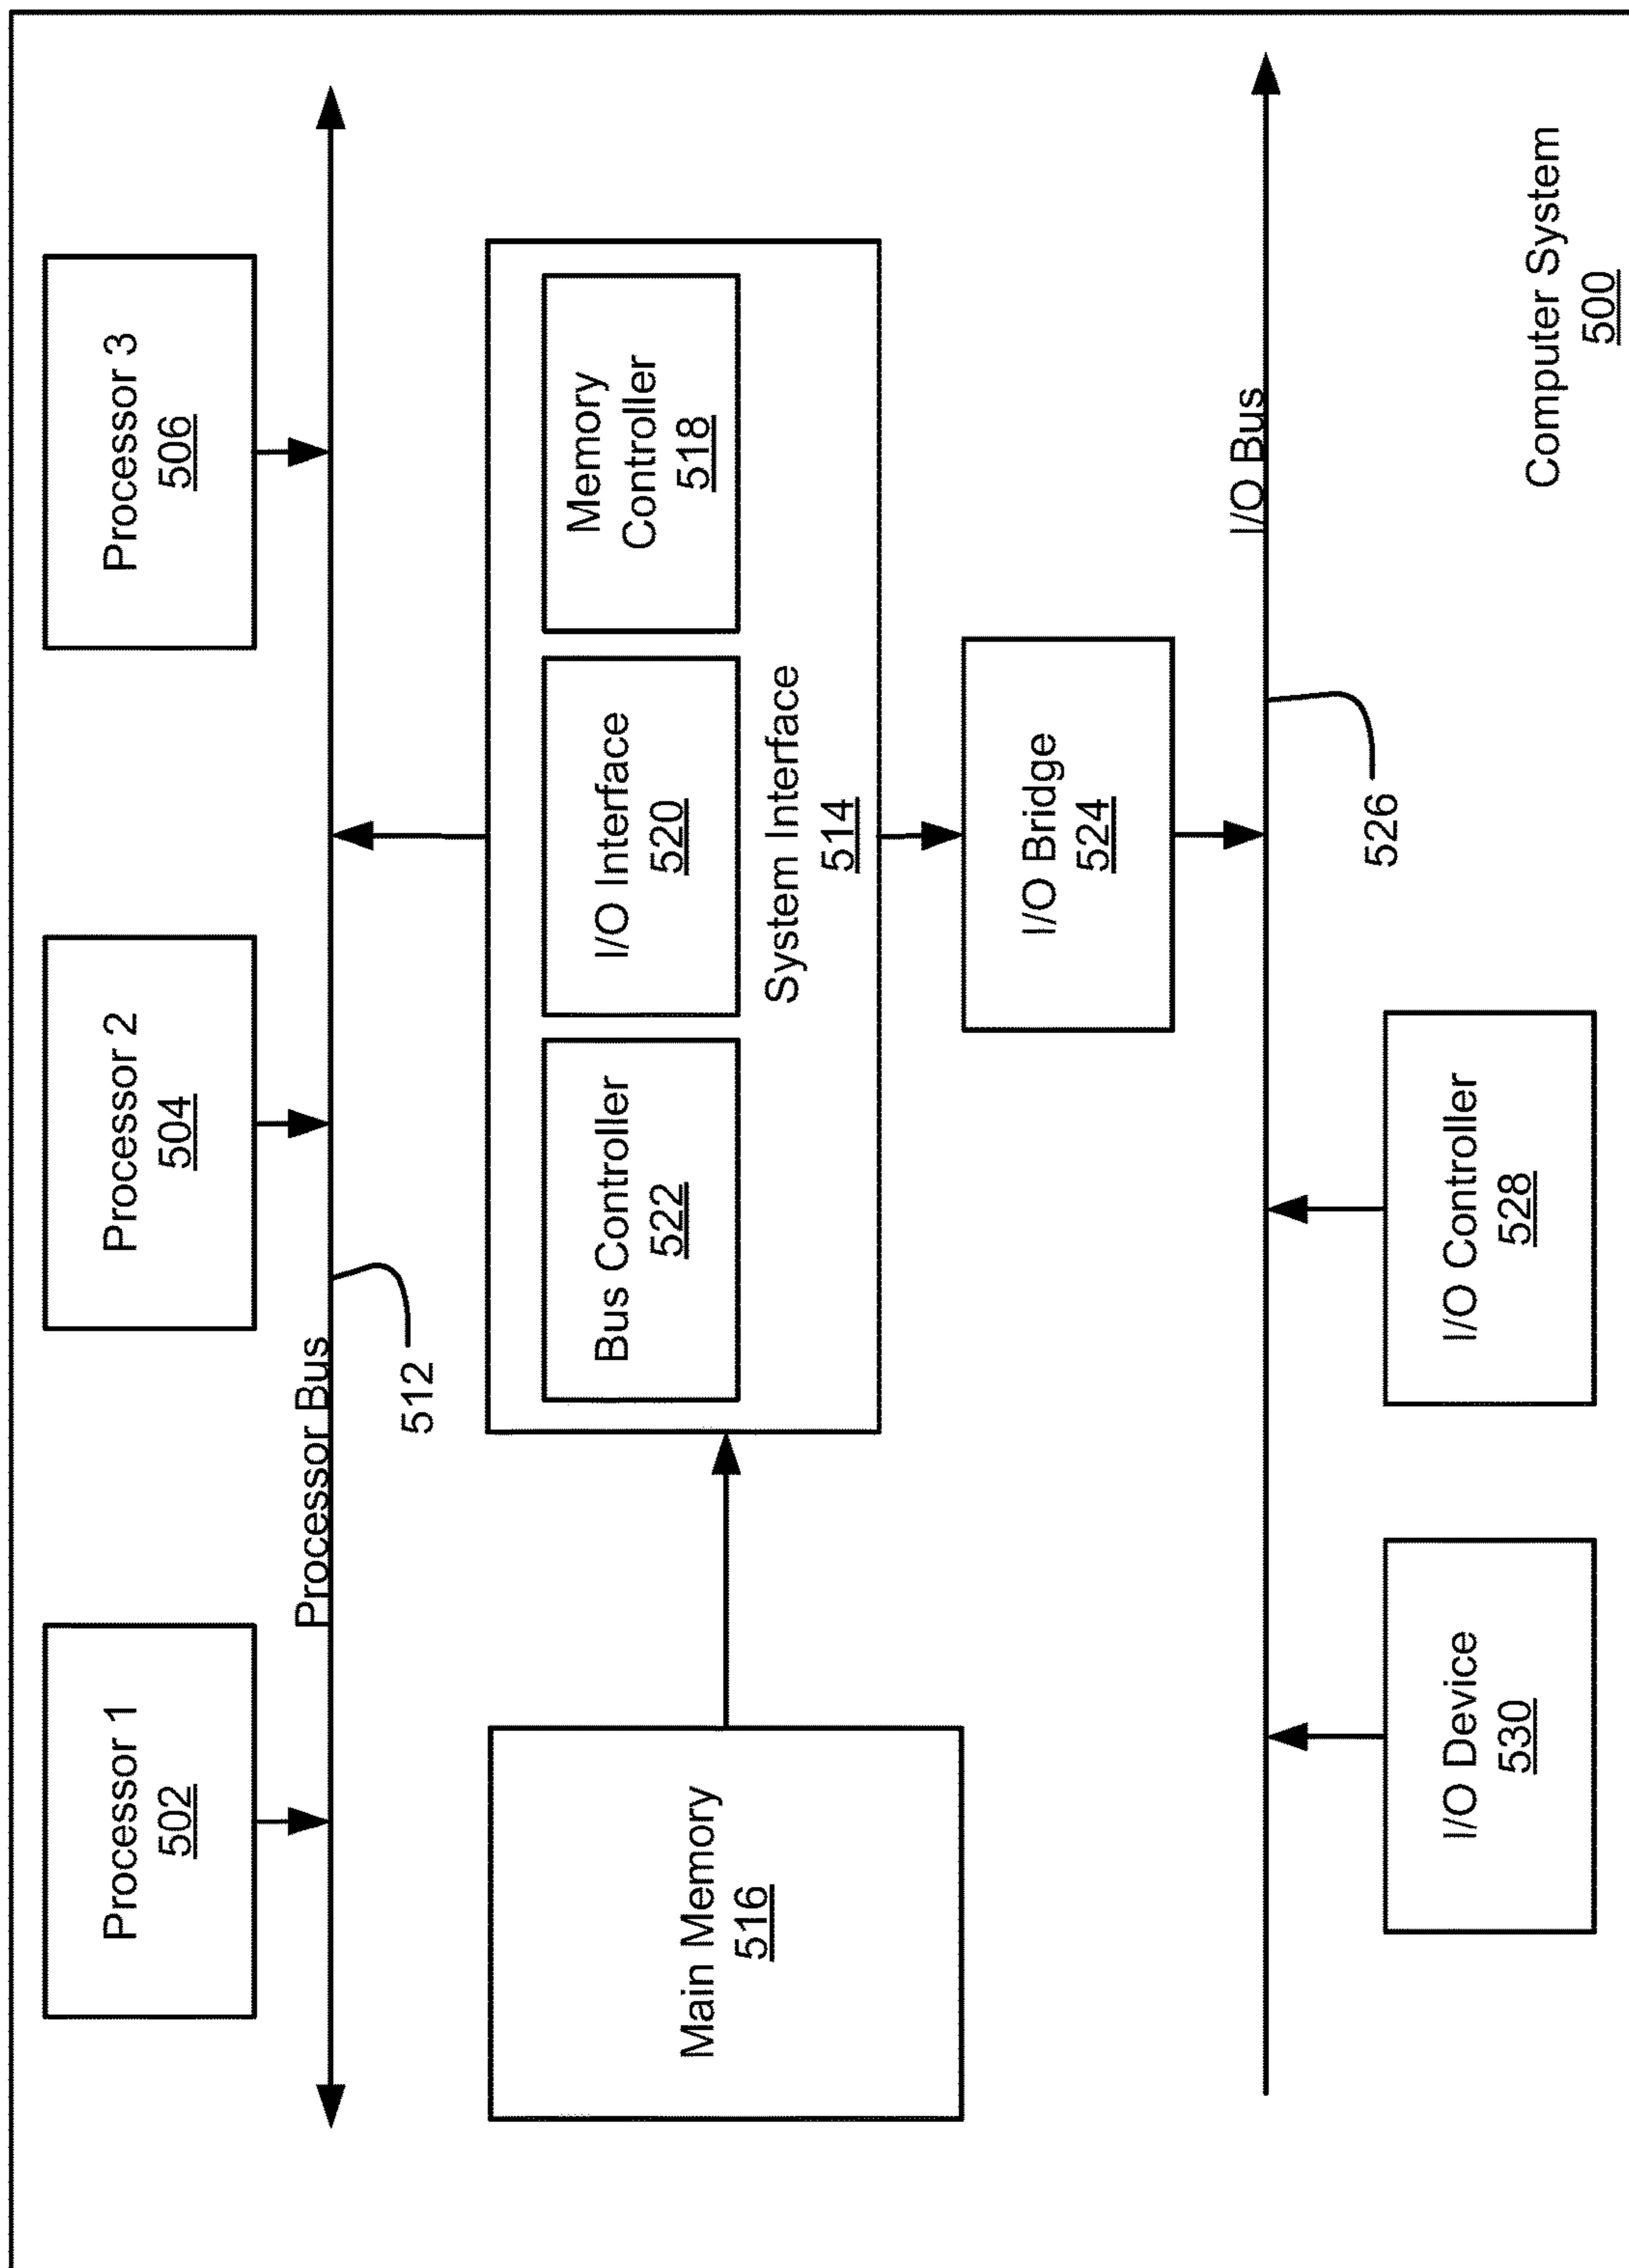 Processor 1
502
Processor 2
504
Processor 3
506
Processor Bus
512
Main Memory
516
Bus Controller
522
I/O Interface
520
Memory
Controller
518
System Interface
514
I/O Bridge
524
I/O Bus
526
I/O Device
530
I/O Controller
528
Computer System
500